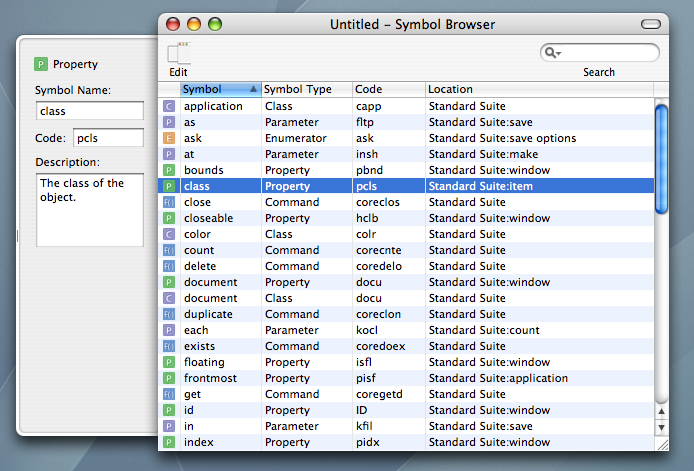 Untitled – Symbol Browser
Edit
Search
P Property
Symbol Name:
class
Code: pcls
Description:
The class of the
object.
Symbol Symbol Type Code Location
C application Class capp Standard Suite
P as Parameter fltp Standard Suite:save
E ask Enumerator ask Standard Suite:save options
P at Parameter insh Standard Suite:make
P bounds Property pbnd Standard Suite:window
P class Property pcls Standard Suite:item
F() close Command coreclos Standard Suite
P closeable Property hclb Standard Suite:window
C color Class colr Standard Suite
F() count Command corecnte Standard Suite
F() delete Command coredelo Standard Suite
P document Property docu Standard Suite:window
C document Class docu Standard Suite
F() duplicate Command coreclon Standard Suite
P each Parameter kocl Standard Suite:count
F() exists Command coredoex Standard Suite
P floating Property isfl Standard Suite:window
P frontmost Property pisf Standard Suite:application
F() get Command coregetd Standard Suite
P id Property ID Standard Suite:window
P in Parameter kfil Standard Suite:save
P index Property pidx Standard Suite:window